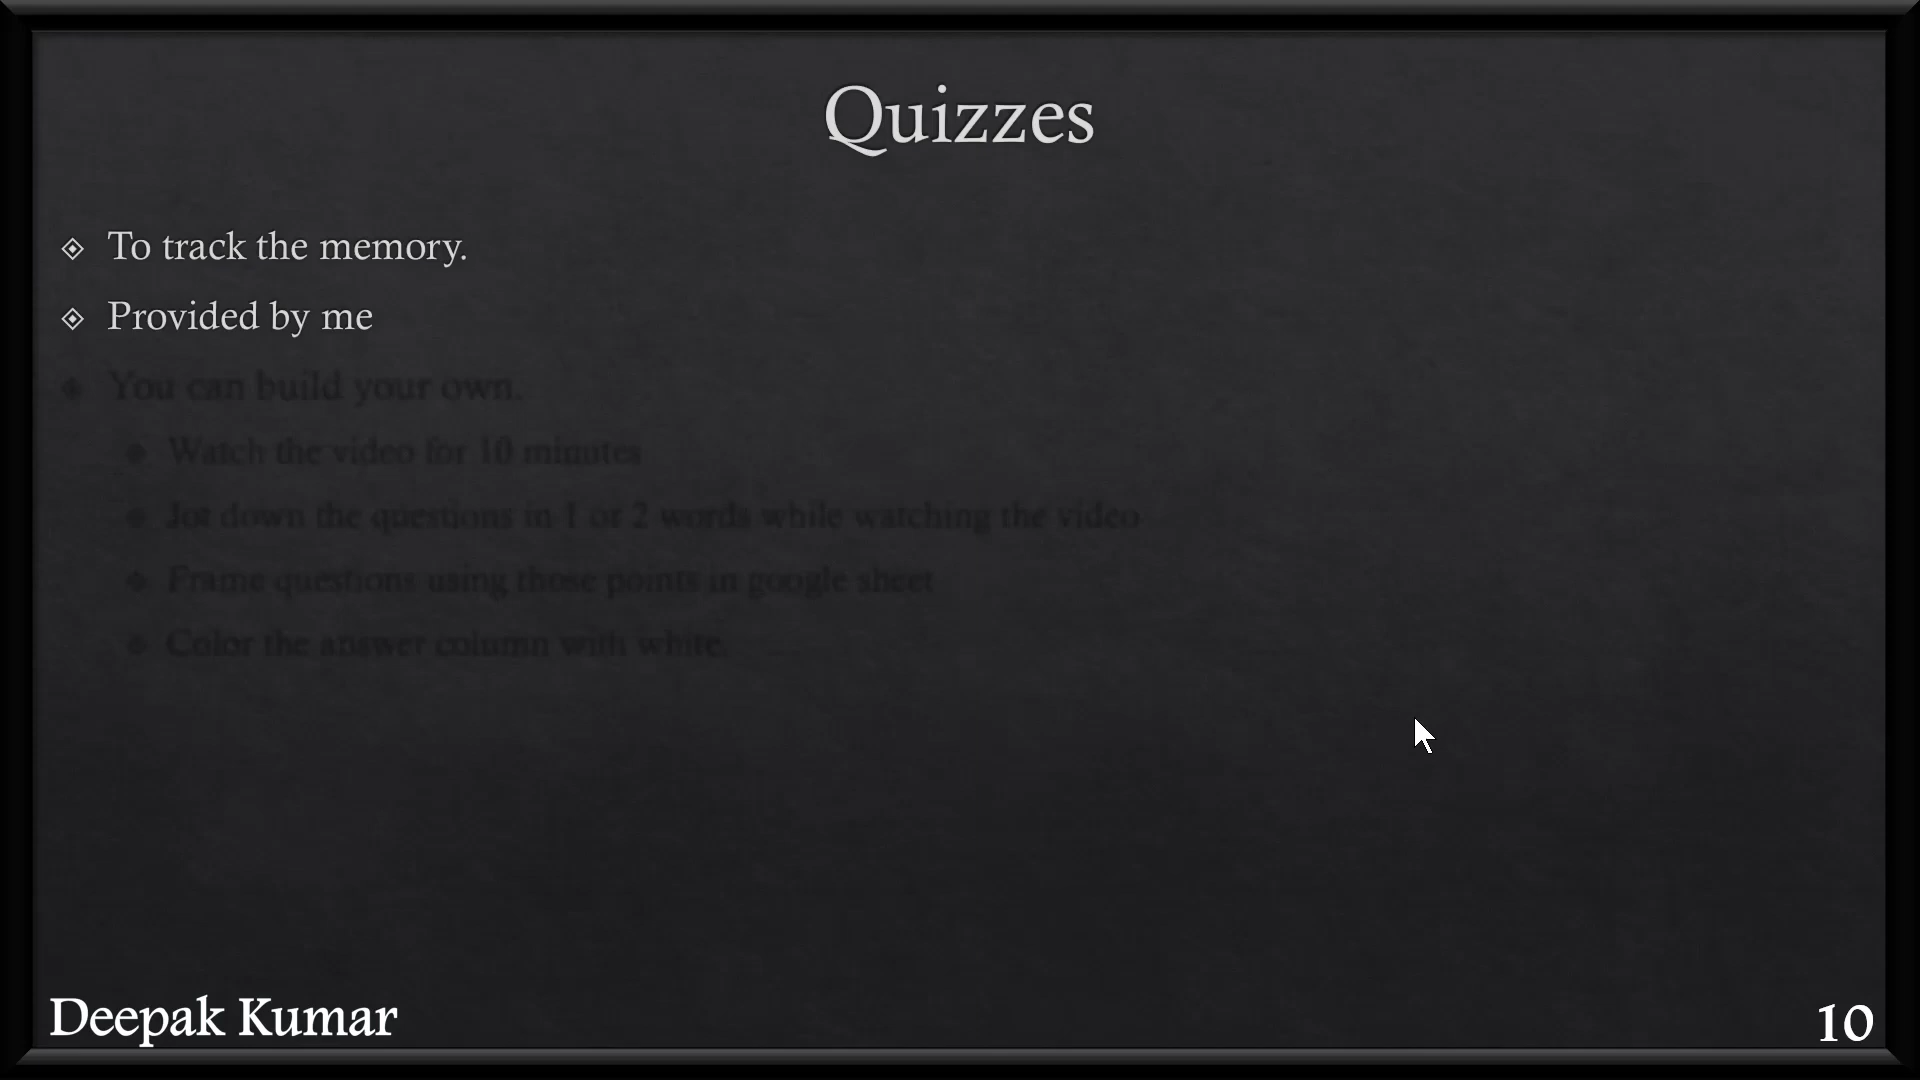 Quizzes
To track the memory.
Provided by me
You can build your own.
Watch the video for 10 minutes
Jot down the questions in 1 or 2 words while watching the video
Frame questions using those points in google sheet
Color the answer column with white.
Deepak Kumar
10